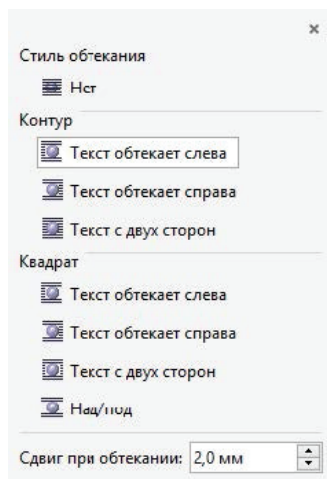 Стиль обтекания
Нет
Контур
Текст обтекает слева
Текст обтекает справа
Текст с двух сторон
Квадрат
Текст обтекает слева
Текст обтекает справа
Текст с двух сторон
Над/под
Сдвиг при обтекании: 2,0 мм